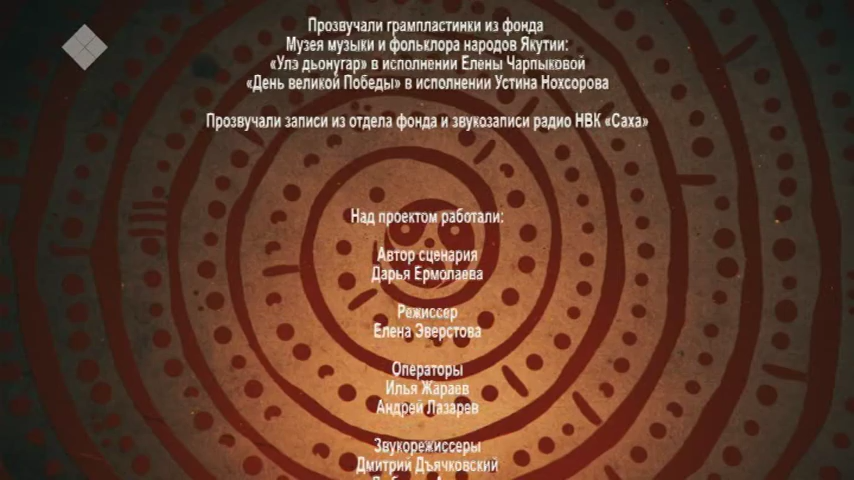 Прозвучали грампластинки из фонда
Музея музыки и фольклора народов Якутии:
«Улэ дьонугар» в исполнении Елены Чарпыковой
«День великой Победы» в исполнении Устина Нохсорова
Прозвучали записи из отдела фонда и звукозаписи радио НВК «Саха»
Над проектом работали:
Автор сценария
Дарья Ермолаева
Режиссер
Елена Эверстова
Операторы
Илья Жараев
Андрей Лазарев
Звукорежиссеры
Дмитрий Дъячковский